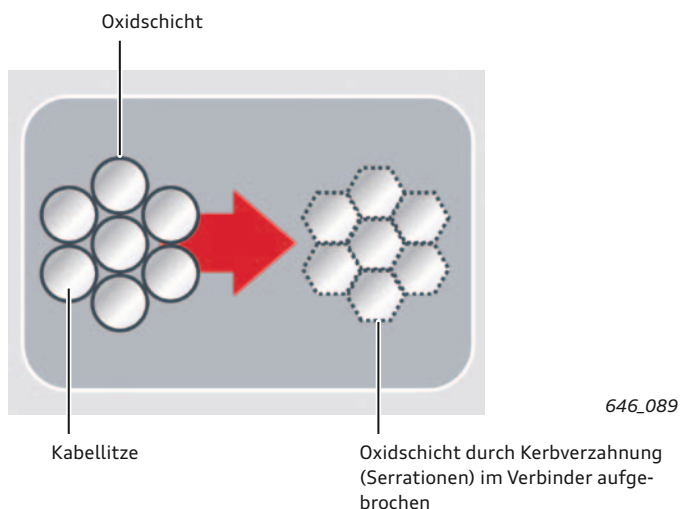 Oxidschicht
646_089
Kabellitze
Oxidschicht durch Kerbverzahnung
(Serrationen) im Verbinder aufge-
brochen